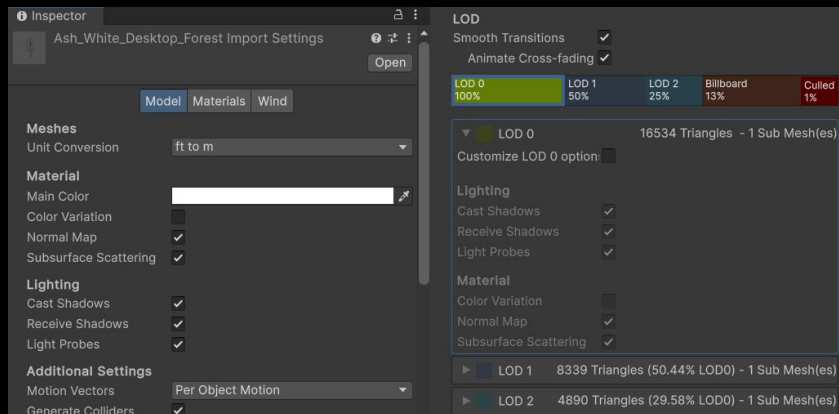 Inspector
Ash_White_Desktop_Forest Import Settings
Open
Model Materials Wind
Meshes
Unit Conversion ft to m
Material
Main Color
Color Variation
Normal Map
Subsurface Scattering
Lighting
Cast Shadows
Receive Shadows
Light Probes
Additional Settings
Motion Vectors Per Object Motion
Generate Colliders
LOD
Smooth Transitions
Animate Cross-fading
LOD 0 LOD 1 LOD 2 Billboard Culled
100% 50% 25% 13% 1%
LOD 0 16534 Triangles - 1 Sub Mesh(es)
Customize LOD 0 option:
Lighting
Cast Shadows
Receive Shadows
Light Probes
Material
Color Variation
Normal Map
Subsurface Scattering
LOD 1 8339 Triangles (50.44% LOD0) - 1 Sub Mesh(es)
LOD 2 4890 Triangles (29.58% LOD0) - 1 Sub Mesh(es)